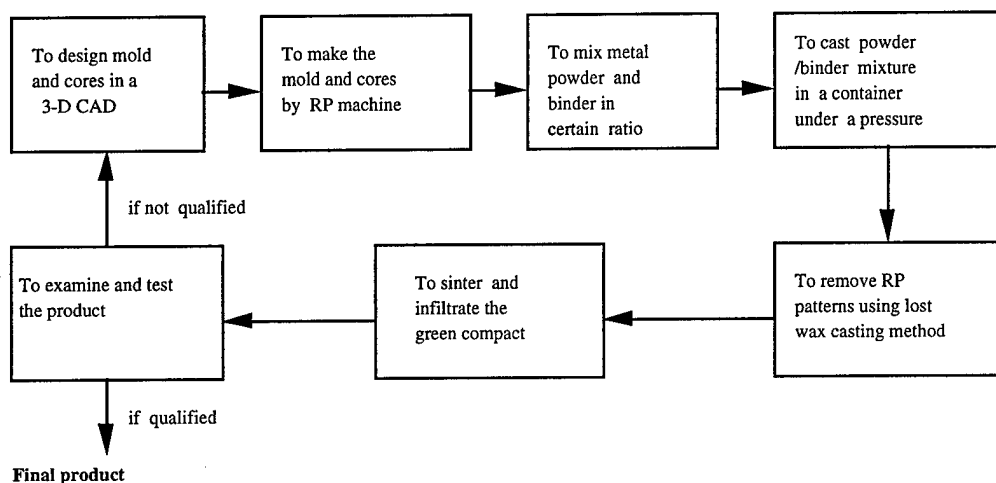 To design mold
and cores in a
3-D CAD
To make the
mold and cores
by RP machine
To mix metal
powder and
binder in
certain ratio
To cast powder
/binder mixture
in a container
under a pressure
if not qualified
To examine and test
the product
To sinter and
infiltrate the
green compact
To remove RP
patterns using lost
wax casting method
if qualified
Final product